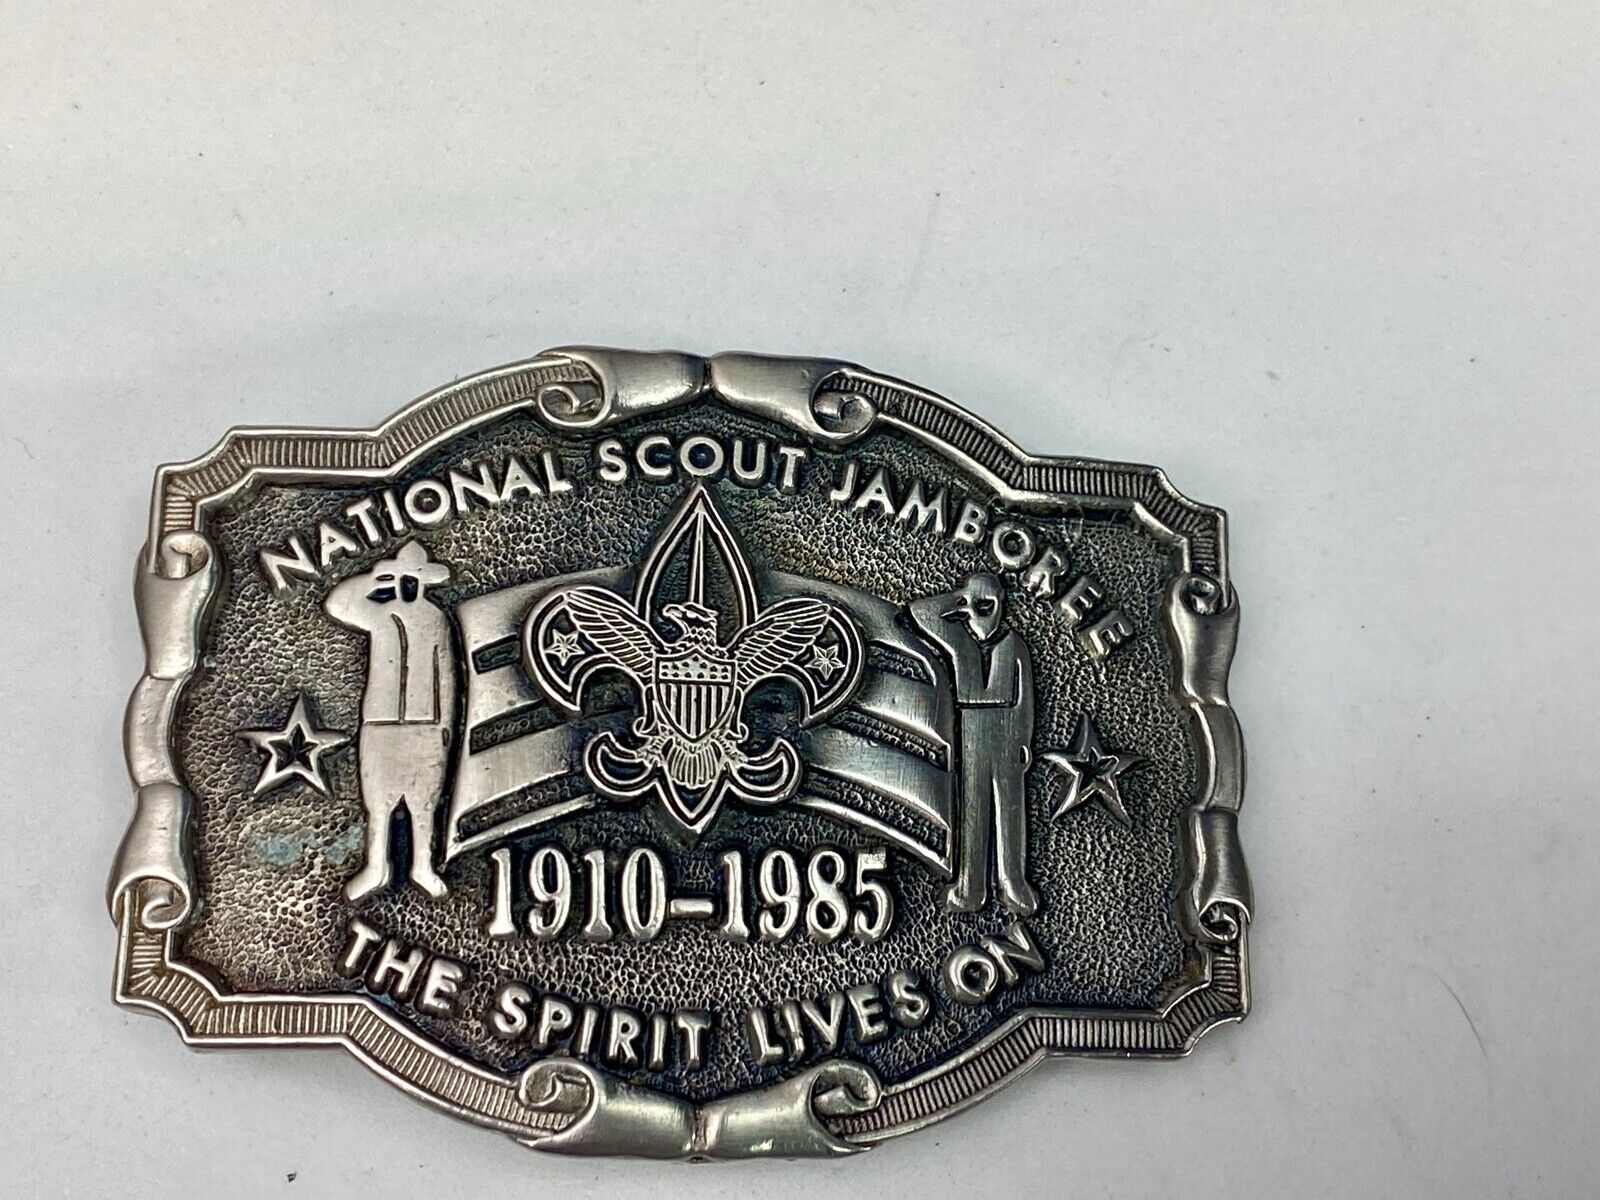 NATIONAL SCOUT JAMBOREE
1910-1985
THE SPIRIT LIVES ON